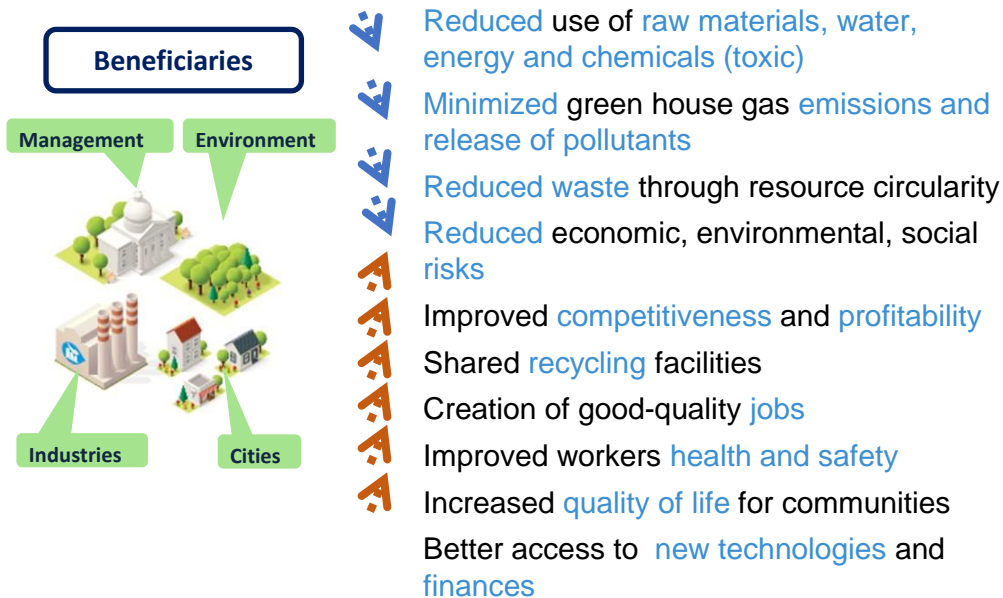 Beneficiaries
Management
Environment
Industries
Cities
Reduced use of raw materials, water,
energy and chemicals (toxic)
Minimized green house gas emissions and
release of pollutants
Reduced waste through resource circularity
Reduced economic, environmental, social
risks
Improved competitiveness and profitability
Shared recycling facilities
Creation of good-quality jobs
Improved workers health and safety
Increased quality of life for communities
Better access to  new technologies and
finances